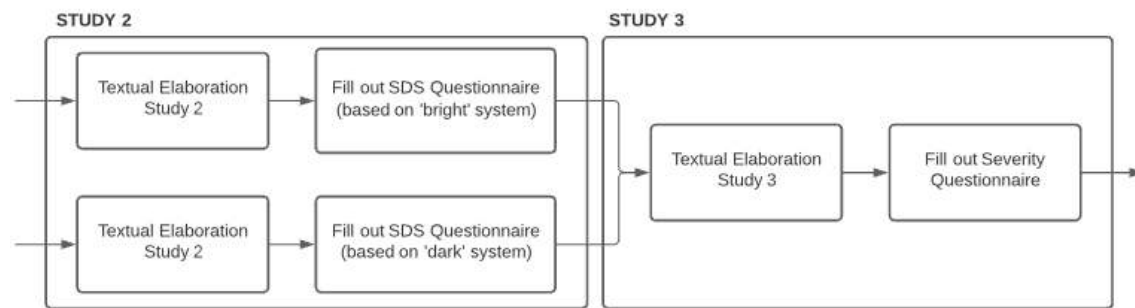 STUDY 2
STUDY 3
Textual Elaboration
Study 2
Fill out SDS Questionnaire
(based on 'bright' system)
Textual Elaboration
Study 3
Fill out Severity
Questionnaire
Textual Elaboration
Study 2
Fill out SDS Questionnaire
(based on 'dark' system)